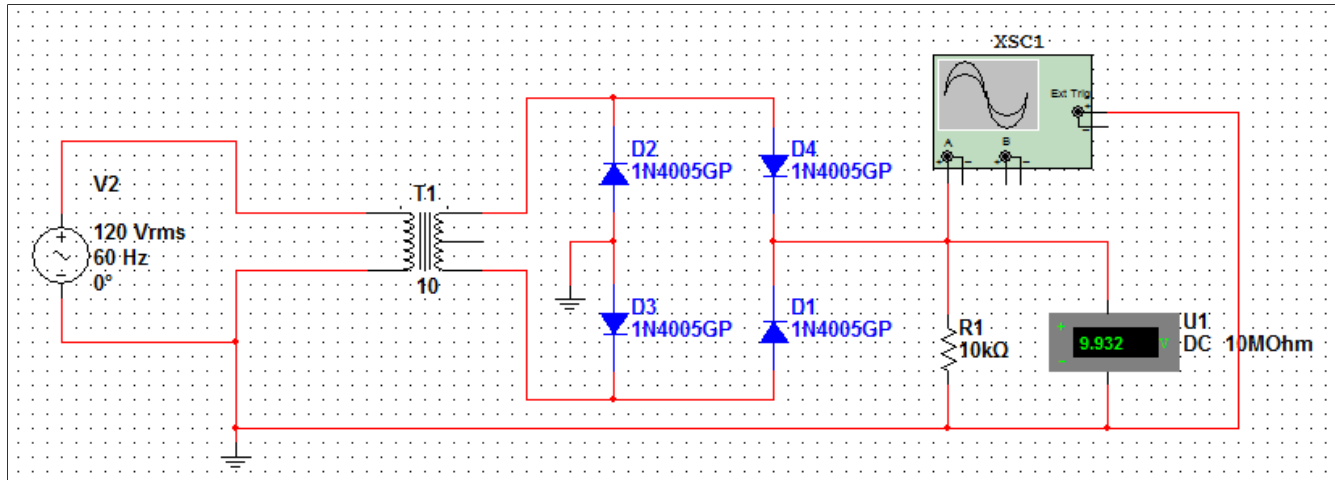 XSC1
Ext Trig
+
−
A
B
+ −
+ −
V2
+
−
120 Vrms
60 Hz
0°
T1
10
D2
1N4005GP
D4
1N4005GP
D3
1N4005GP
D1
1N4005GP
R1
10kΩ
U1
+
9.932 V
−
DC 10MOhm